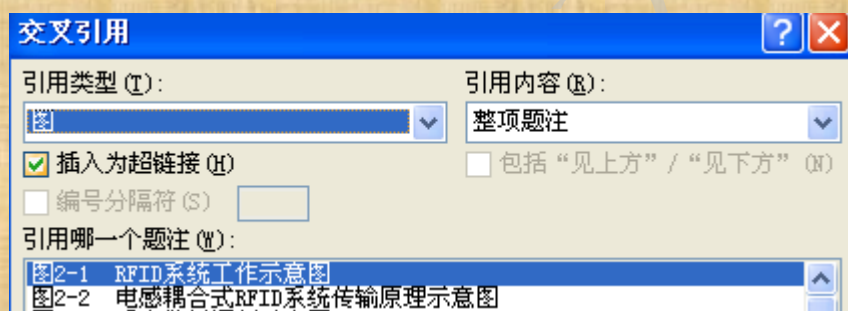 交叉引用
引用类型(T): 引用内容(R):
图 整项题注
插入为超链接(H) 包括“见上方”/“见下方”(N)
编号分隔符(S)
引用哪一个题注(W):
图2-1 RFID系统工作示意图
图2-2 电感耦合式RFID系统传输原理示意图